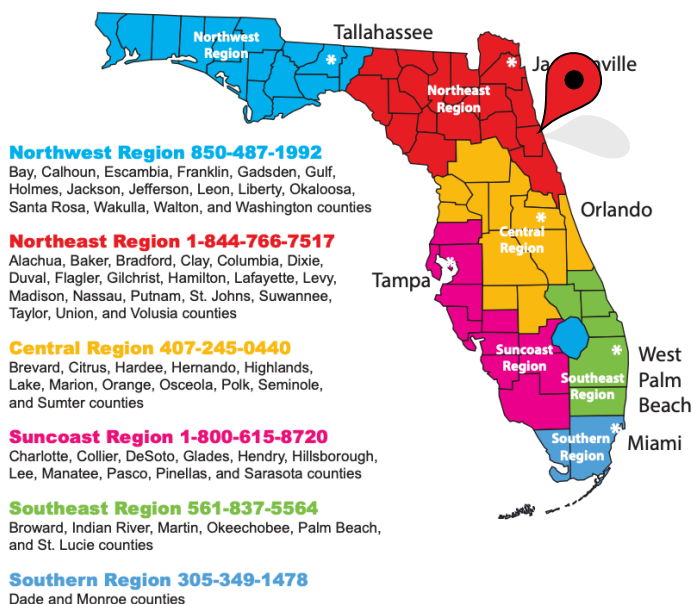 Tallahassee
Northwest
Region
Northeast
Region
Northwest Region 850-487-1992
Bay, Calhoun, Escambia, Franklin, Gadsden, Gulf,
Holmes, Jackson, Jefferson, Leon, Liberty, Okaloosa,
Santa Rosa, Wakulla, Walton, and Washington counties
Orlando
Central
Region
Northeast Region 1-844-766-7517
Alachua, Baker, Bradford, Clay, Columbia, Dixie,
Duval, Flagler, Gilchrist, Hamilton, Lafayette, Levy,
Madison, Nassau, Putnam, St. Johns, Suwannee,
Taylor, Union, and Volusia counties
Tampa
Central Region 407-245-0440
Brevard, Citrus, Hardee, Hernando, Highlands,
Lake, Marion, Orange, Osceola, Polk, Seminole,
and Sumter counties
Suncoast
Region
West
Palm
Beach
Southeast
Region
Suncoast Region 1-800-615-8720
Charlotte, Collier, DeSoto, Glades, Hendry, Hillsborough,
Lee, Manatee, Pasco, Pinellas, and Sarasota counties
Miami
Southern
Region
Southeast Region 561-837-5564
Broward, Indian River, Martin, Okeechobee, Palm Beach,
and St. Lucie counties
Southern Region 305-349-1478
Dade and Monroe counties